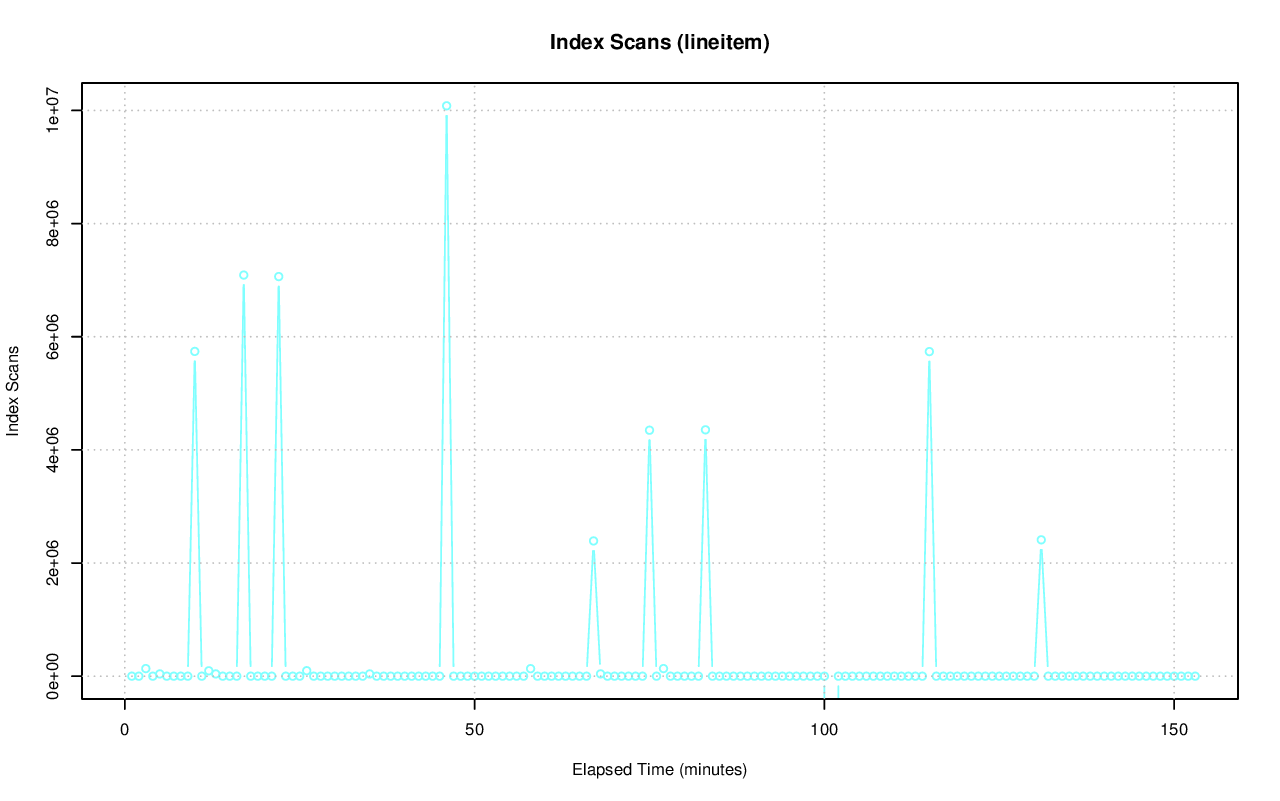 Index Scans (lineitem)
1e+07
8e+06
6e+06
4e+06
2e+06
0e+00
Index Scans
0 50 100 150
Elapsed Time (minutes)